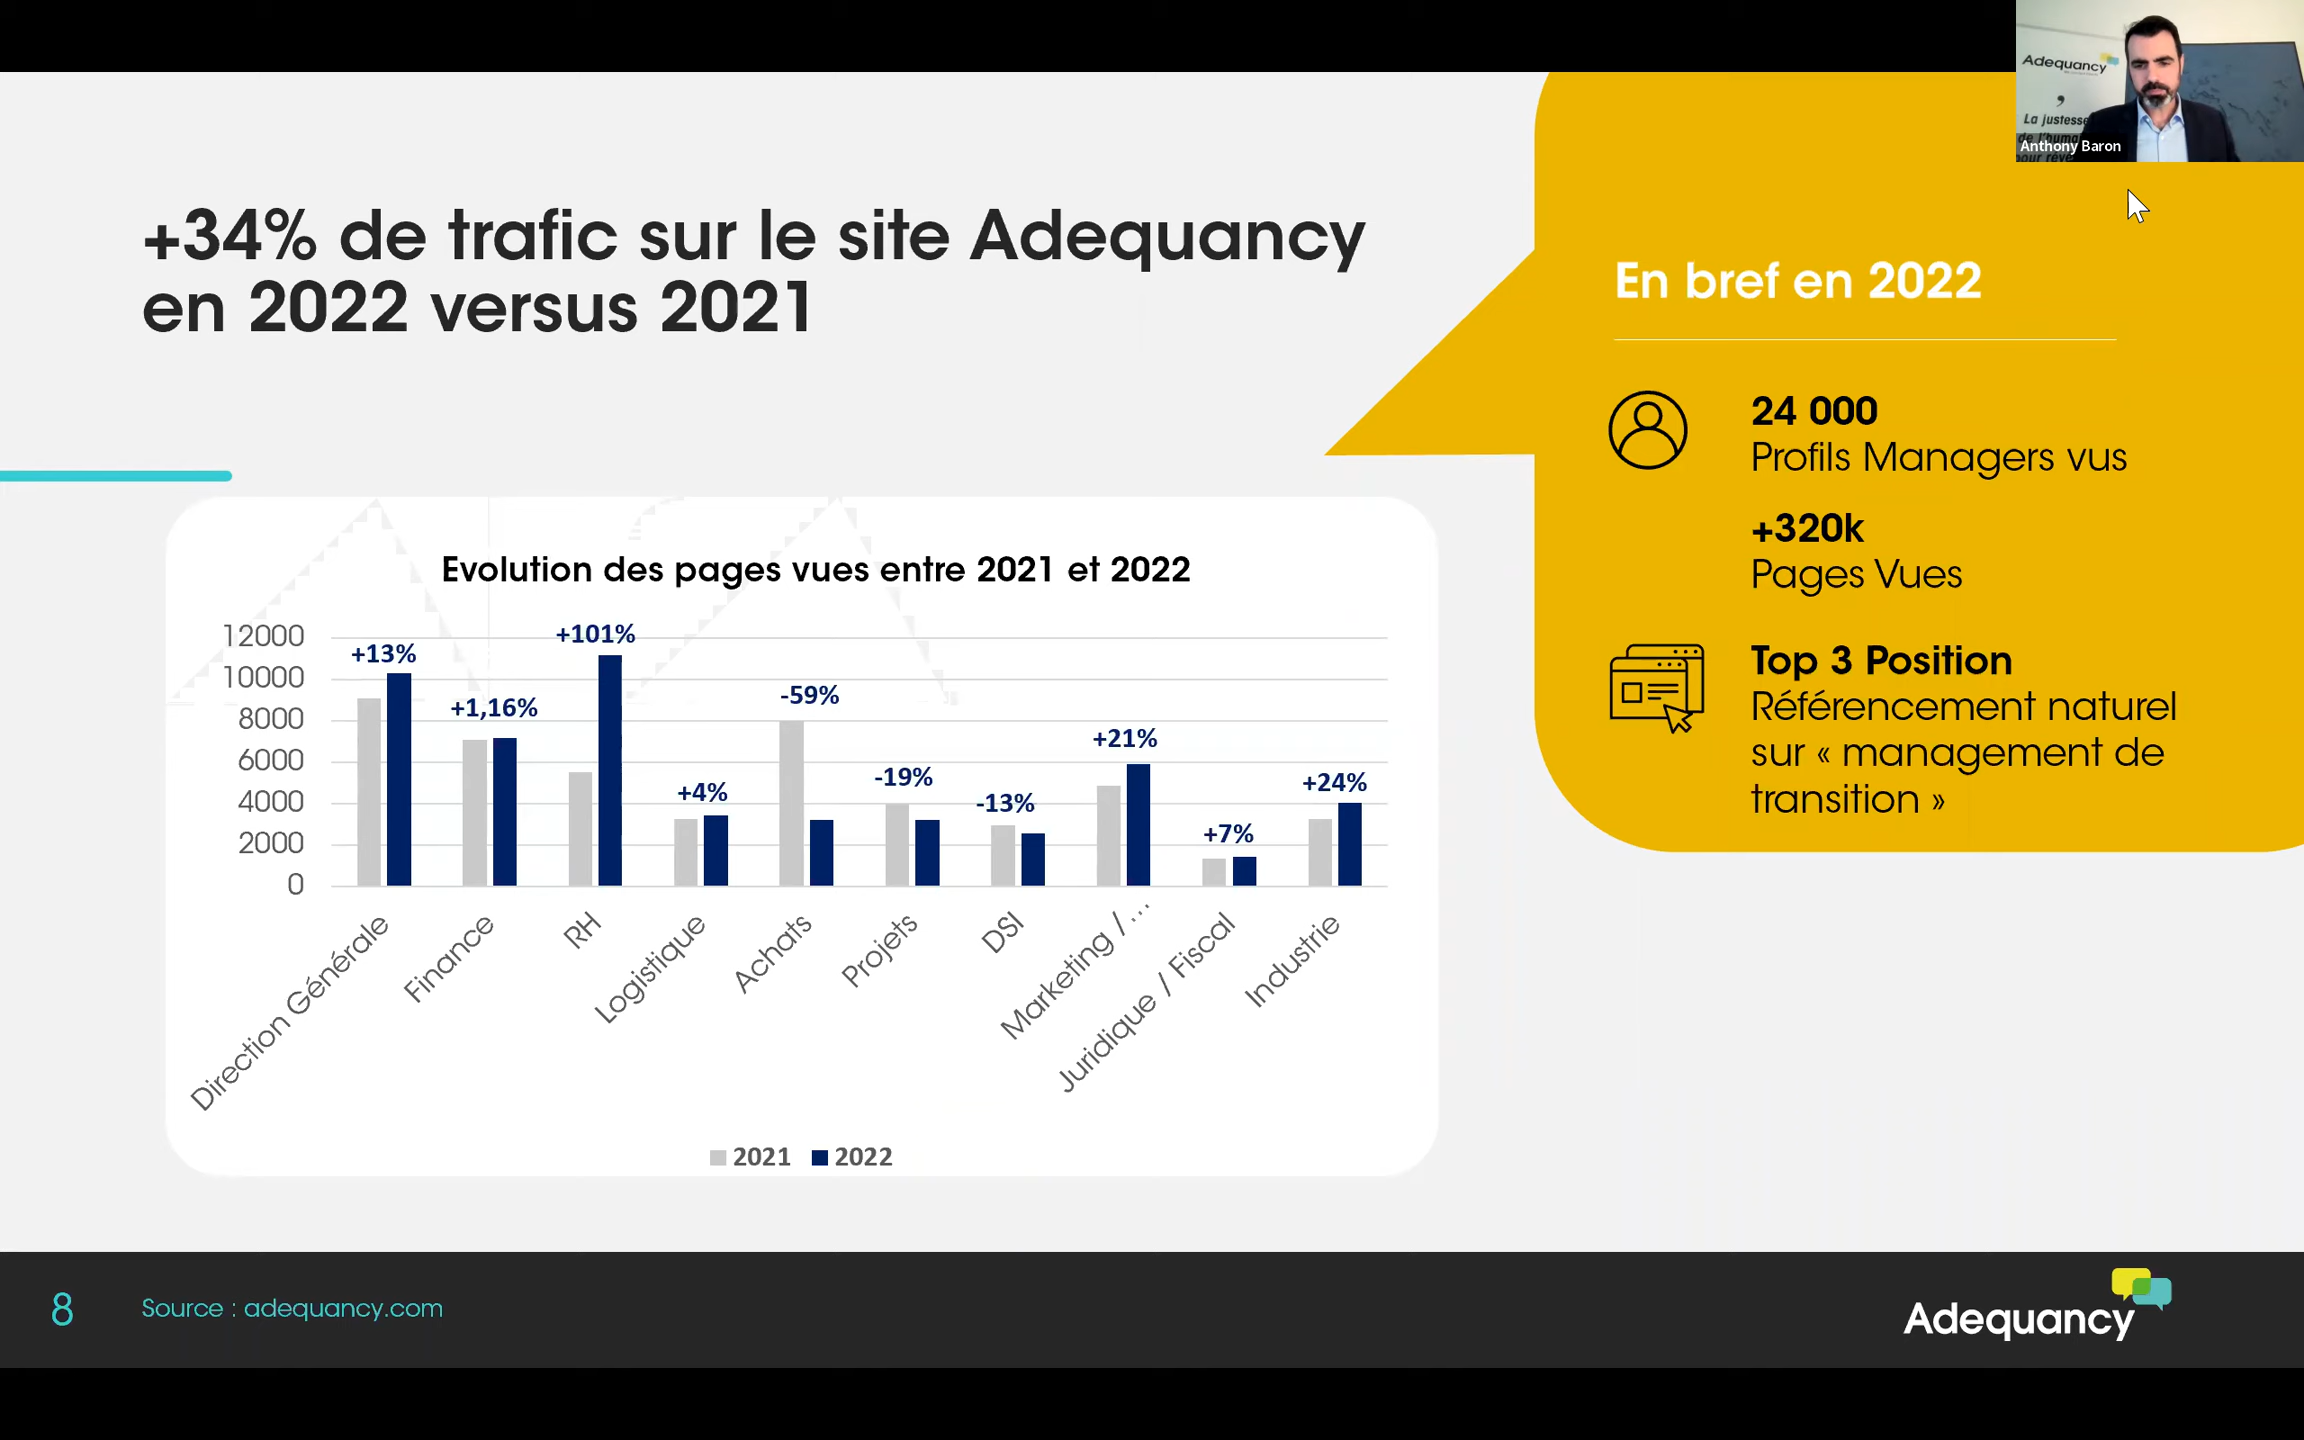 Adequancy
La justesse
de l'huma
pour rev
Anthony Baron
+34% de trafic sur le site Adequancy
en 2022 versus 2021
En bref en 2022
24 000
Profils Managers vus
+320k
Pages Vues
Top 3 Position
Référencement naturel
sur « management de
transition »
Evolution des pages vues entre 2021 et 2022
12000
10000
8000
6000
4000
2000
0
+13%
+1,16%
+101%
+4%
-59%
-19%
-13%
+21%
+7%
+24%
Direction Générale
Finance
RH
Logistique
Achats
Projets
DSI
Marketing / ...
Juridique / Fiscal
Industrie
2021
2022
8
Source : adequancy.com
Adequancy